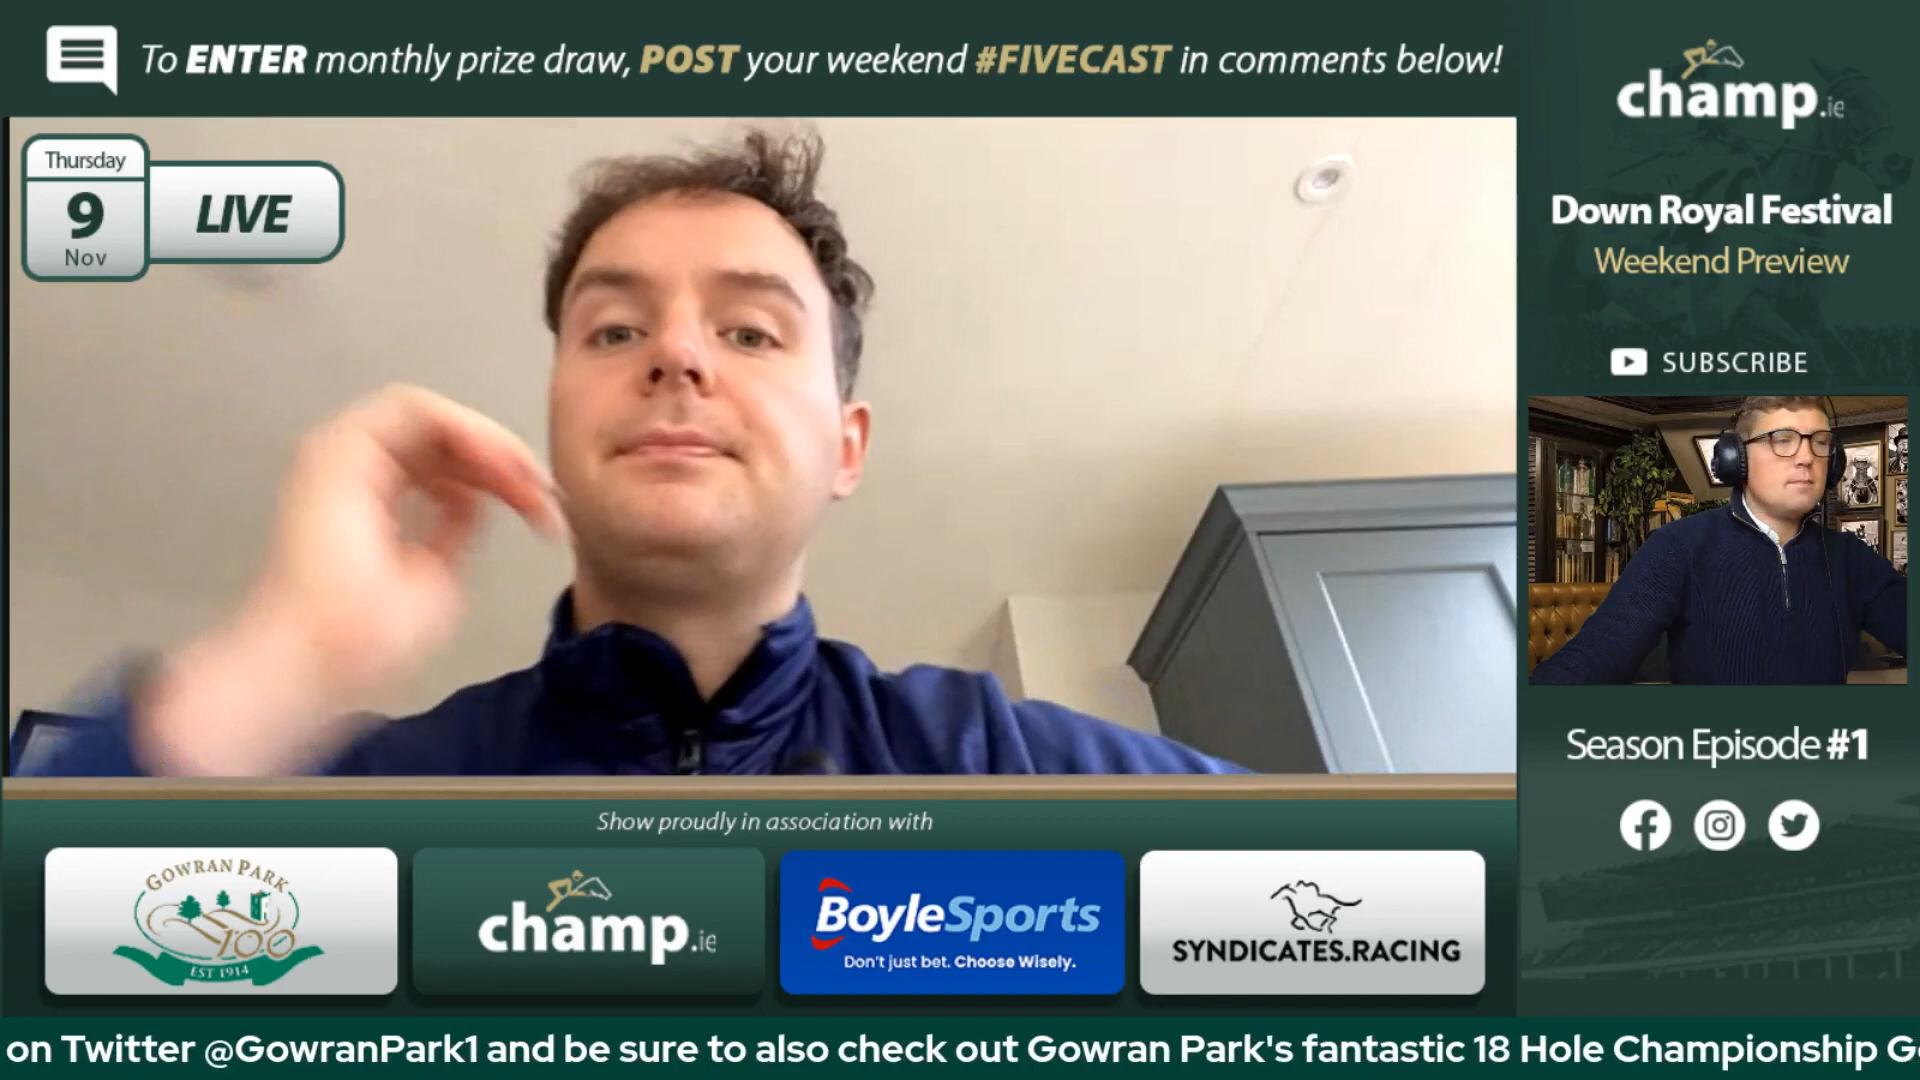 To ENTER monthly prize draw, POST your weekend #FIVECAST in comments below!
Thursday
9
Nov
LIVE
champ.ie
Down Royal Festival
Weekend Preview
SUBSCRIBE
Season Episode #1
Show proudly in association with
GOWRAN PARK
100
EST 1914
champ.ie
BoyleSports
Don't just bet. Choose Wisely.
SYNDICATES.RACING
on Twitter @GowranPark1 and be sure to also check out Gowran Park's fantastic 18 Hole Championship